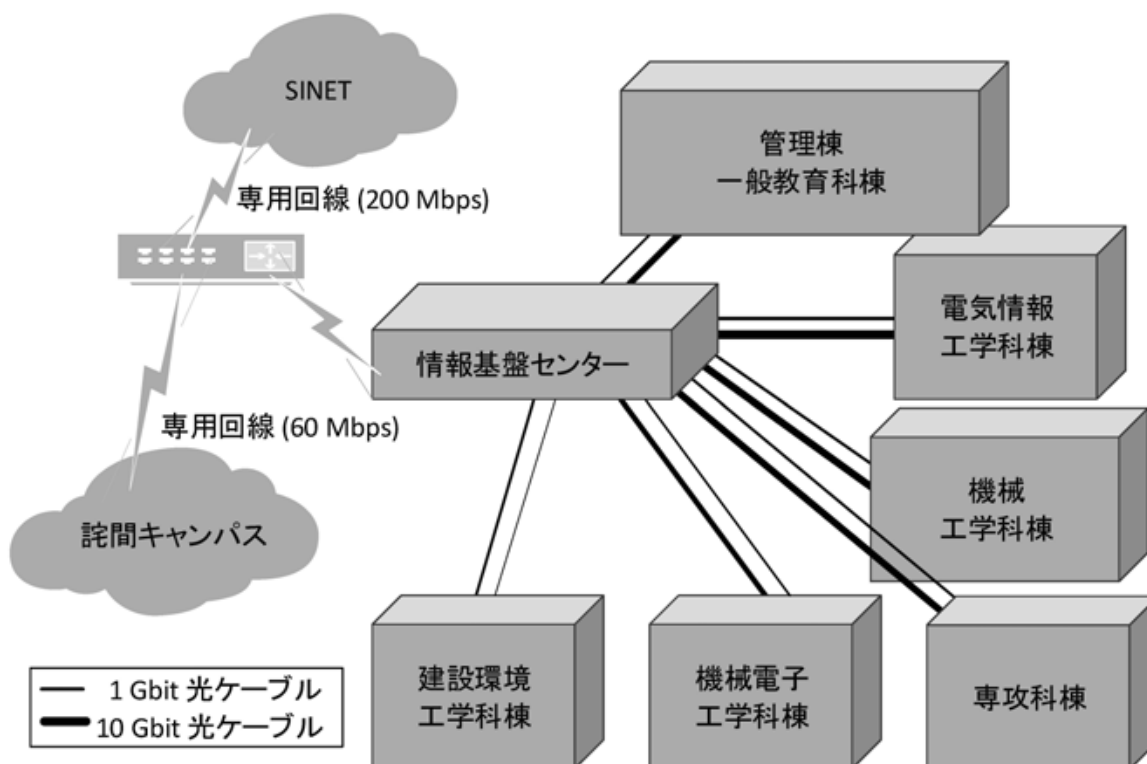 SINET
専用回線 (200 Mbps)
管理棟
一般教育科棟
電気情報
工学科棟
情報基盤センター
専用回線 (60 Mbps)
機械
工学科棟
詫間キャンパス
建設環境
工学科棟
機械電子
工学科棟
専攻科棟
1 Gbit 光ケーブル
10 Gbit 光ケーブル